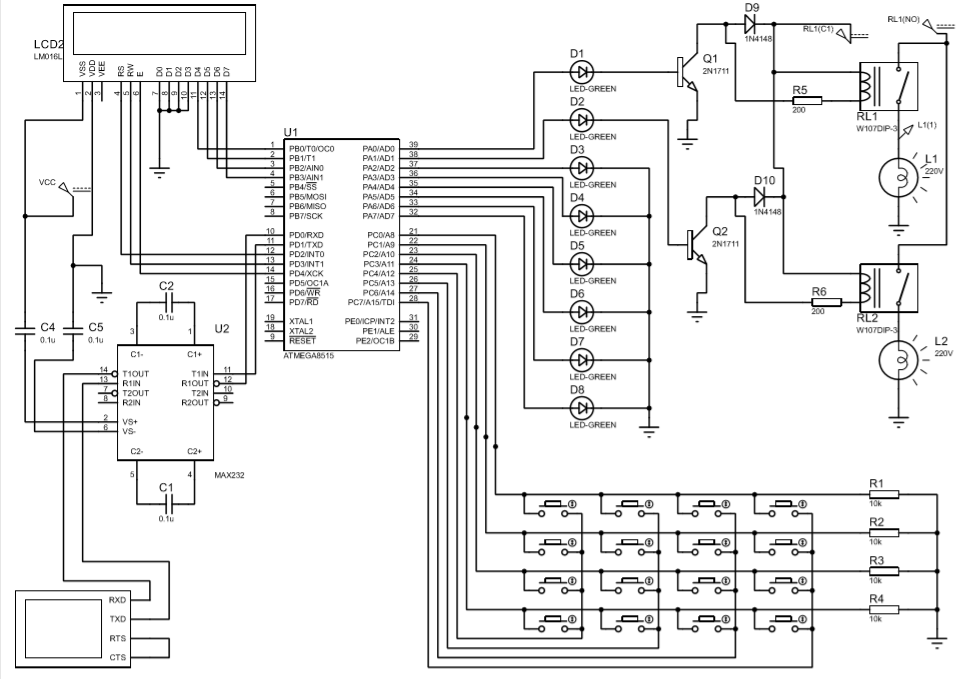 LCD2
LM016L
VSS VDD VEE RS RW E D0 D1 D2 D3 D4 D5 D6 D7
1 2 3 4 5 6 7 8 9 10 11 12 13 14
VCC
C4
0.1u
C5
0.1u
C2
0.1u
U2
3 1
C1- C1+
14 T1OUT T1IN 11
13 R1IN R1OUT 12
7 T2OUT T2IN 10
8 R2IN R2OUT 9
2 VS+
6 VS-
C2- C2+
5 4
MAX232
C1
0.1u
RXD
TXD
RTS
CTS
U1
1 PB0/T0/OC0 PA0/AD0 39
2 PB1/T1 PA1/AD1 38
3 PB2/AIN0 PA2/AD2 37
4 PB3/AIN1 PA3/AD3 36
5 PB4/SS PA4/AD4 35
6 PB5/MOSI PA5/AD5 34
7 PB6/MISO PA6/AD6 33
8 PB7/SCK PA7/AD7 32
10 PD0/RXD PC0/A8 21
11 PD1/TXD PC1/A9 22
12 PD2/INT0 PC2/A10 23
13 PD3/INT1 PC3/A11 24
14 PD4/XCK PC4/A12 25
15 PD5/OC1A PC5/A13 26
16 PD6/WR PC6/A14 27
17 PD7/RD PC7/A15/TDI 28
19 XTAL1 PE0/ICP/INT2 31
18 XTAL2 PE1/ALE 30
9 RESET PE2/OC1B 29
ATMEGA8515
D1
LED-GREEN
D2
LED-GREEN
D3
LED-GREEN
D4
LED-GREEN
D5
LED-GREEN
D6
LED-GREEN
D7
LED-GREEN
D8
LED-GREEN
Q1
2N1711
D9
1N4148
RL1(C1)
RL1(NO)
R5
200
RL1
W107DIP-3
L1(1)
L1
220V
Q2
2N1711
D10
1N4148
R6
200
RL2
W107DIP-3
L2
220V
R1
10k
R2
10k
R3
10k
R4
10k